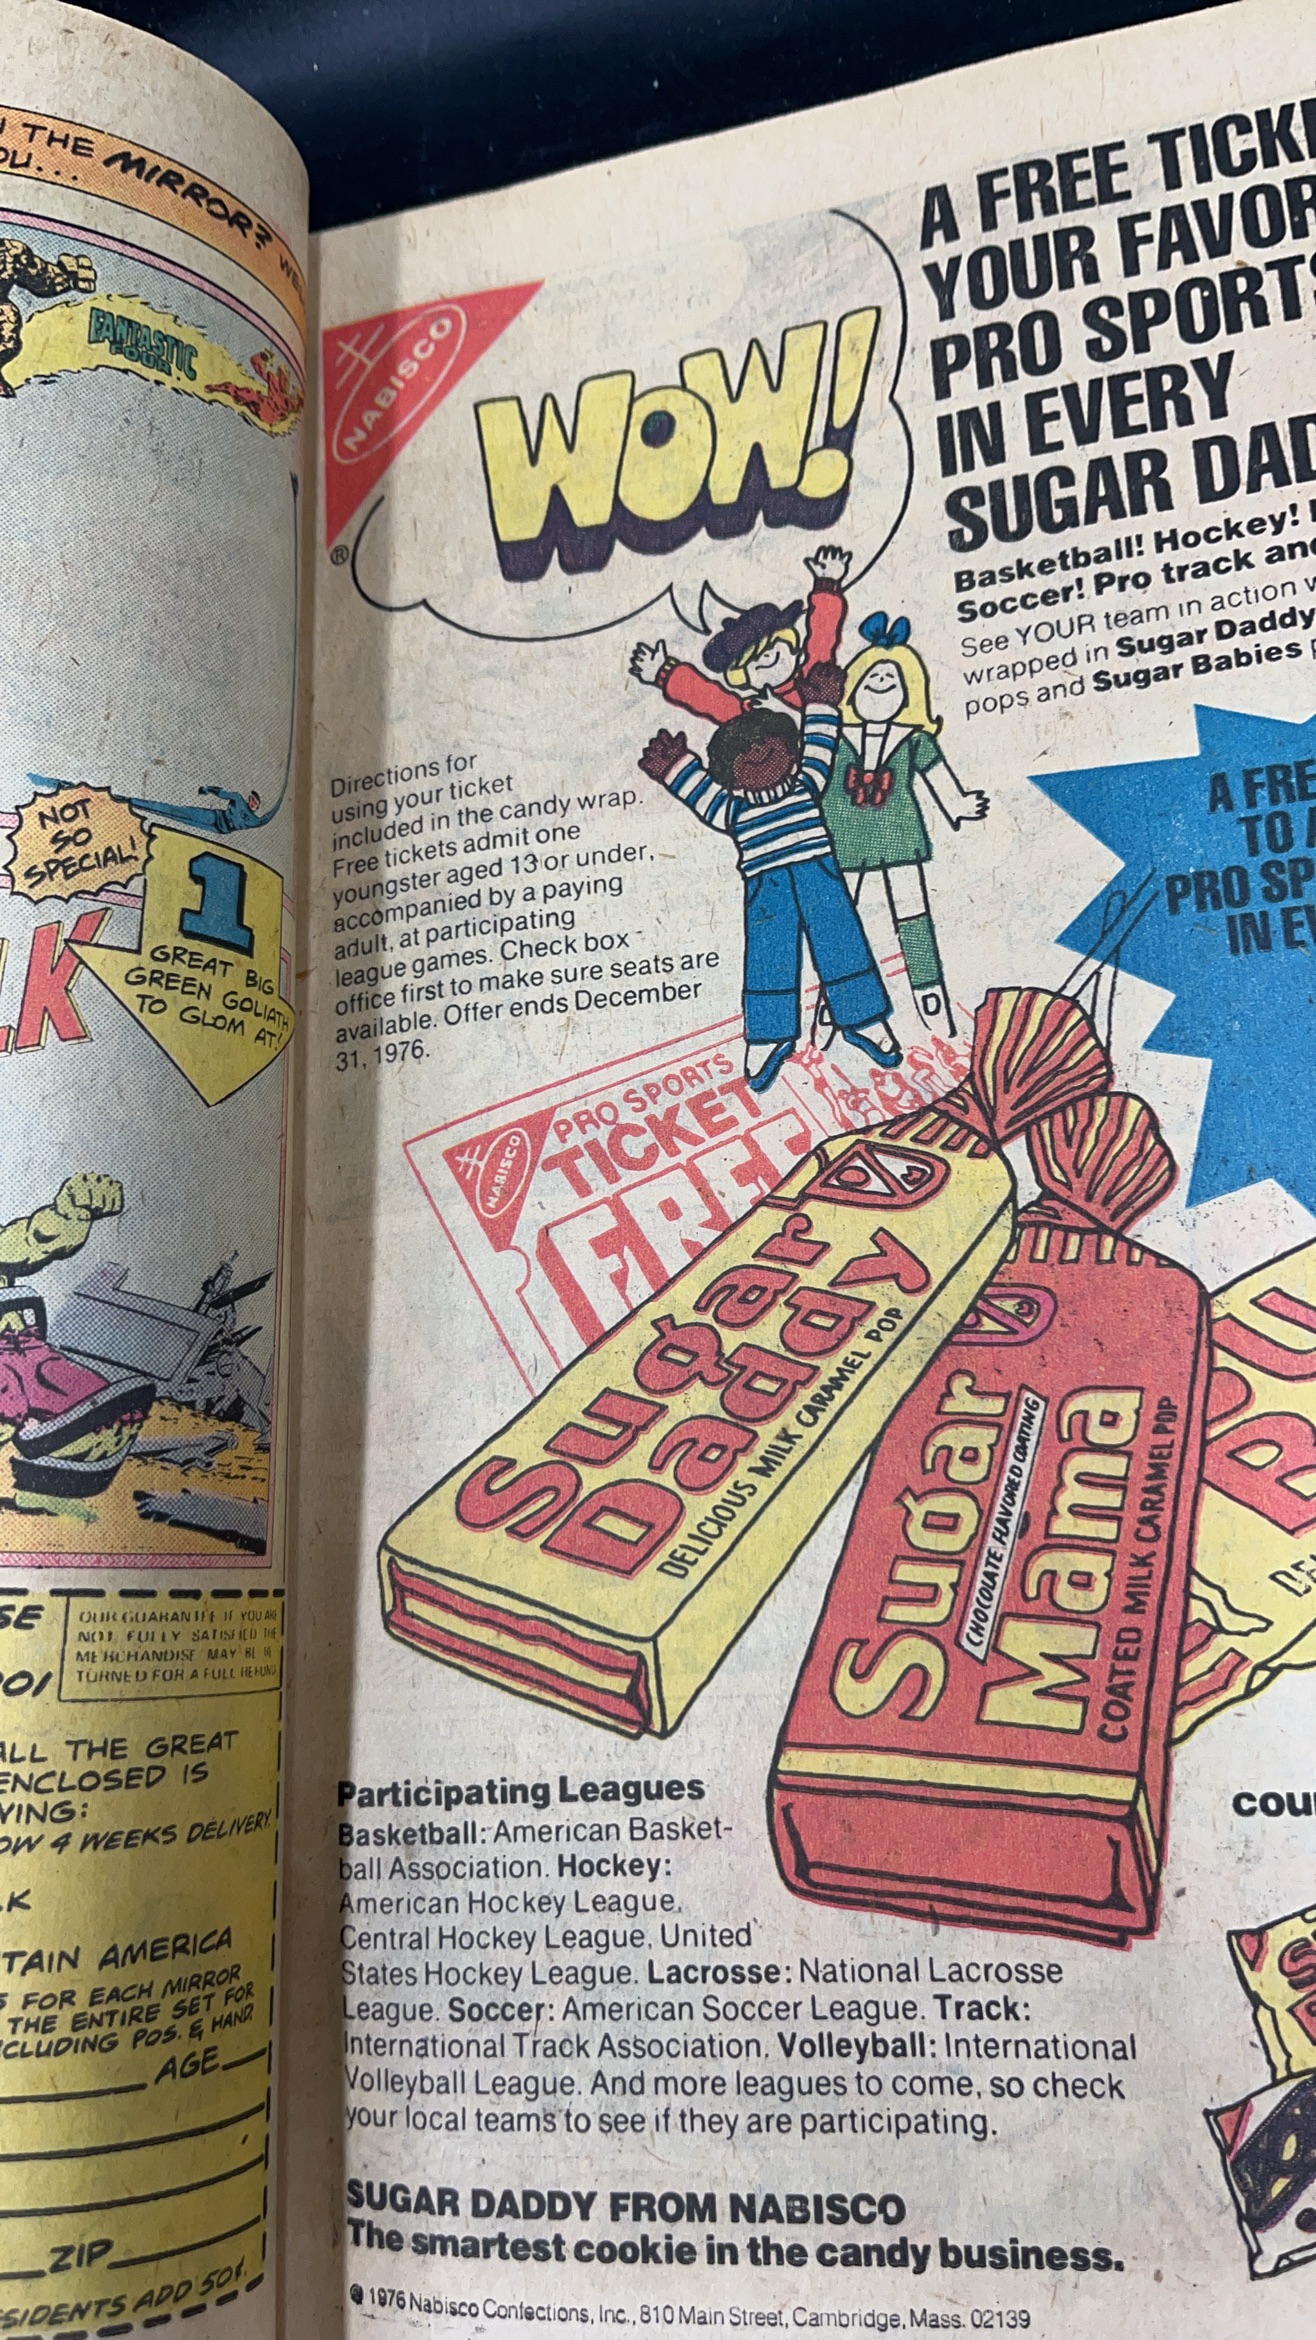 THE MIRROR?
FANTASTIC
FOUR
NOT
SO
SPECIAL!
1
GREAT BIG
GREEN GOLIATH
TO GLOM AT!
OUR GUARANTEE IF YOU ARE
NOT FULLY SATISFIED THE
MERCHANDISE MAY BE RE
TURNED FOR A FULL REFUND
ALL THE GREAT
ENCLOSED IS
4 WEEKS DELIVERY
AMERICA
FOR EACH MIRROR
THE ENTIRE SET FOR
POS. & HAND.
AGE
ZIP
ADD 50¢.
NABISCO
®
WOW!
A FREE
YOUR
PRO SPORTS
IN EVERY
SUGAR
Basketball! Hockey!
Soccer! Pro track
See YOUR team in action
wrapped in Sugar Daddy
pops and Sugar Babies
Directions for
using your ticket
included in the candy wrap.
Free tickets admit one
youngster aged 13 or under,
accompanied by a paying
adult, at participating
league games. Check box
office first to make sure seats are
available. Offer ends December
31, 1976.
A
TO
PRO
IN
NABISCO
PRO SPORTS
TICKET
FREE
Sugar
Daddy
DELICIOUS MILK CARAMEL POP
Sugar
CHOCOLATE FLAVORED COATING
Mama
COATED MILK CARAMEL POP
Participating Leagues
Basketball: American Basket-
ball Association. Hockey:
American Hockey League,
Central Hockey League, United
States Hockey League. Lacrosse: National Lacrosse
League. Soccer: American Soccer League. Track:
International Track Association. Volleyball: International
Volleyball League. And more leagues to come, so check
your local teams to see if they are participating.
SUGAR DADDY FROM NABISCO
The smartest cookie in the candy business.
© 1976 Nabisco Confections, Inc., 810 Main Street, Cambridge, Mass. 02139